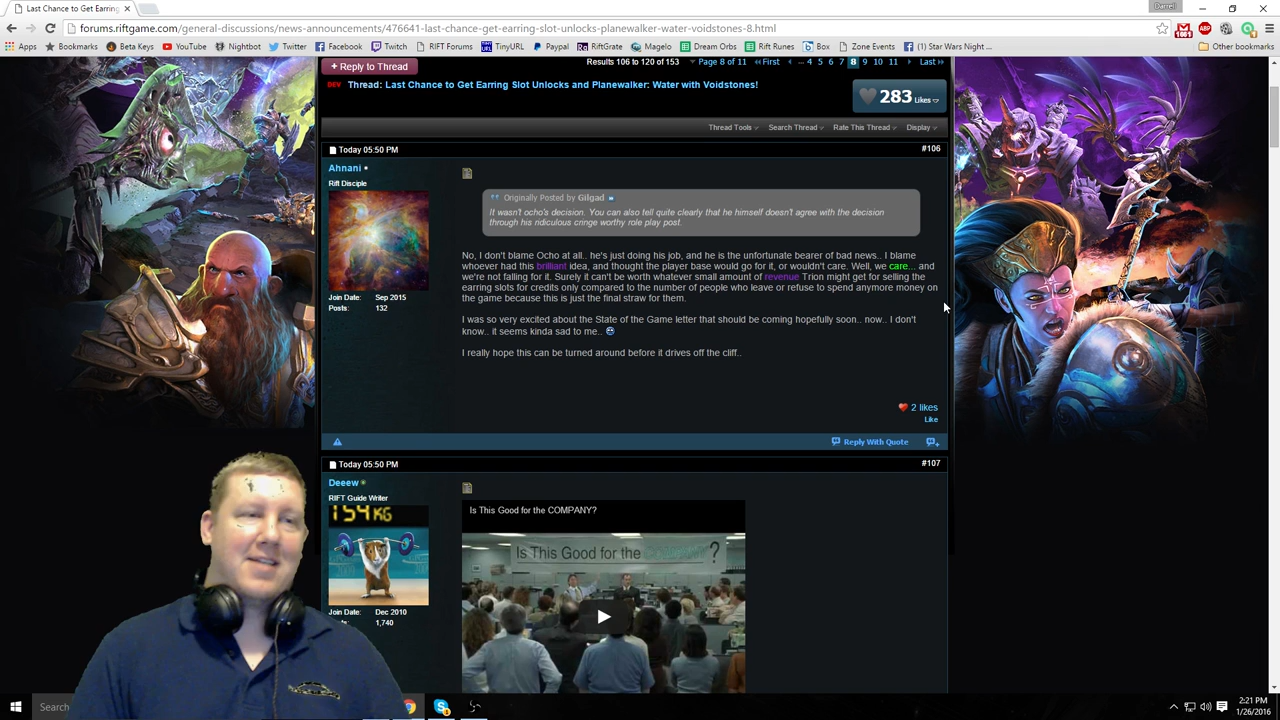 Last Chance to Get Earring
Darrell
forums.riftgame.com/general-discussions/news-announcements/476641-last-chance-get-earring-slot-unlocks-planewalker-water-voidstones-8.html
1661
ABP
Apps Bookmarks Beta Keys YouTube Nightbot Twitter Facebook Twitch RIFT Forums TinyURL Paypal RiftGrate Magelo Dream Orbs Rift Runes Box Zone Events (1) Star Wars Night ... Other bookmarks
+ Reply to Thread
Results 106 to 120 of 153 Page 8 of 11 First ... 4 5 6 7 8 9 10 11 Last
DEV Thread: Last Chance to Get Earring Slot Unlocks and Planewalker: Water with Voidstones!
283 Likes
Thread Tools Search Thread Rate This Thread Display
Today 05:50 PM #106
Ahnani
Rift Disciple
Join Date: Sep 2015
Posts: 132
Originally Posted by Gilgad
It wasn't ocho's decision. You can also tell quite clearly that he himself doesn't agree with the decision
through his ridiculous cringe worthy role play post.
No, I don't blame Ocho at all.. he's just doing his job, and he is the unfortunate bearer of bad news.. I blame
whoever had this brilliant idea, and thought the player base would go for it, or wouldn't care. Well, we care... and
we're not falling for it. Surely it can't be worth whatever small amount of revenue Trion might get for selling the
earring slots for credits only compared to the number of people who leave or refuse to spend anymore money on
the game because this is just the final straw for them.
I was so very excited about the State of the Game letter that should be coming hopefully soon.. now.. I don't
know.. it seems kinda sad to me..
I really hope this can be turned around before it drives off the cliff..
2 likes
Like
Reply With Quote
Today 05:50 PM #107
Deeew
RIFT Guide Writer
154 KG
Join Date: Dec 2010
1,740
Is This Good for the COMPANY?
Is This Good for the ?
Search
2:21 PM
1/26/2016